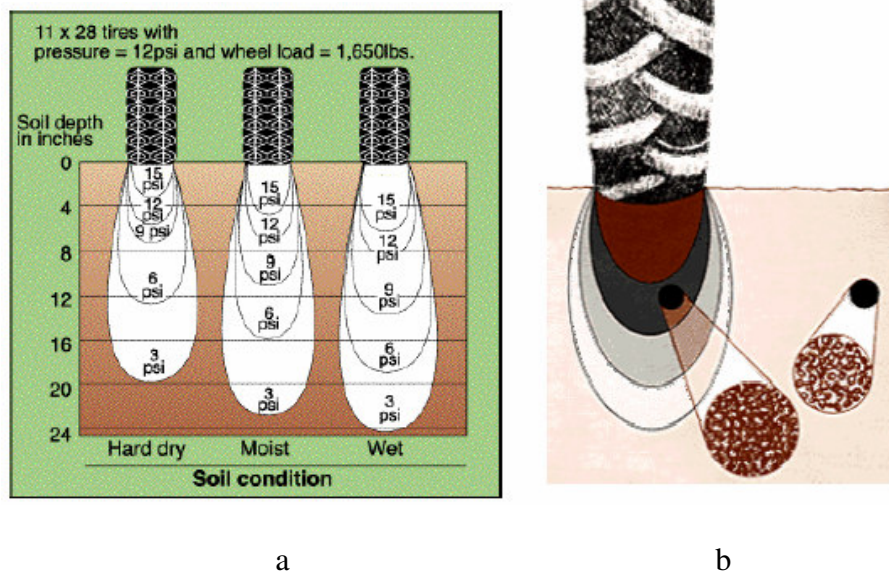 11 x 28 tires with
pressure = 12psi and wheel load = 1,650lbs.
Soil depth
in inches
0
4
8
12
16
20
24
15
psi
12
psi
9 psi
6
psi
3
psi
15
psi
12
psi
9
psi
6
psi
3
psi
15
psi
12
psi
9
psi
6
psi
3
psi
Hard dry Moist Wet
Soil condition
a b